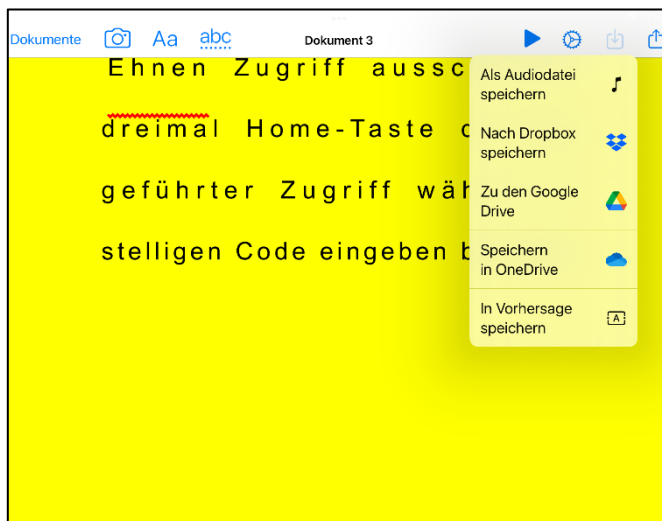 Dokumente Aa abc Dokument 3
Ehnen Zugriff aussc
dreimal Home-Taste
geführter Zugriff wäh
stelligen Code eingeben b
Als Audiodatei
speichern
Nach Dropbox
speichern
Zu den Google
Drive
Speichern
in OneDrive
In Vorhersage
speichern
A